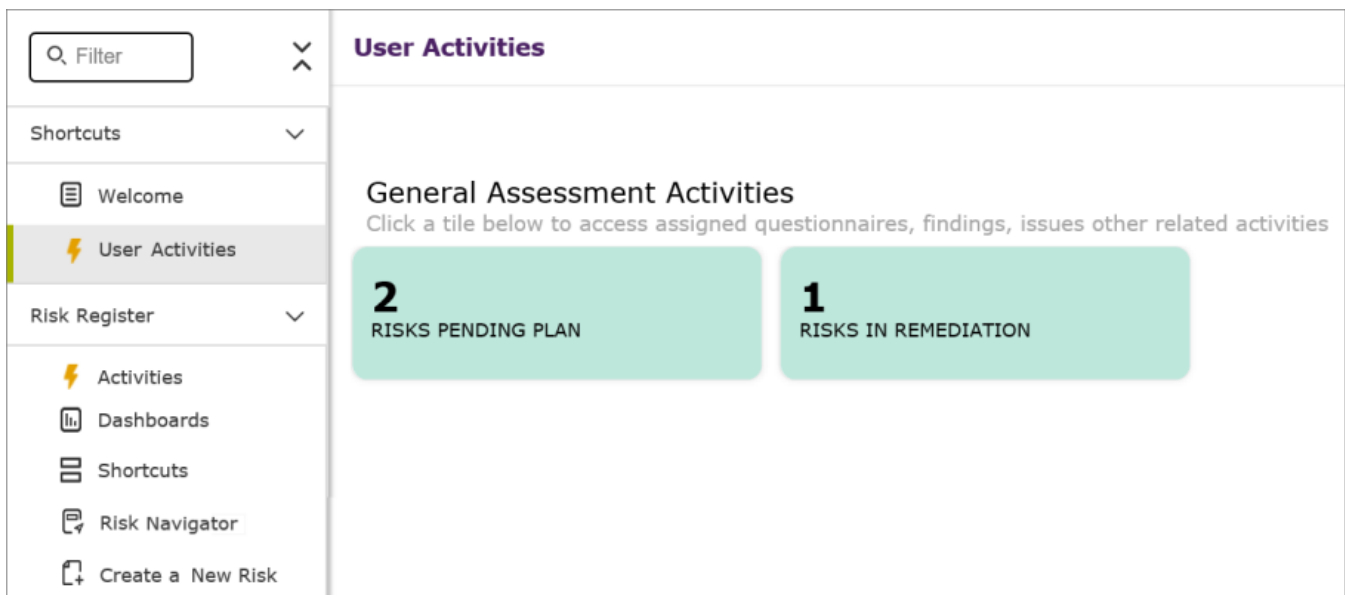 Filter
Shortcuts
Welcome
User Activities
Risk Register
Activities
Dashboards
Shortcuts
Risk Navigator
Create a New Risk
User Activities
General Assessment Activities
Click a tile below to access assigned questionnaires, findings, issues other related activities
2
RISKS PENDING PLAN
1
RISKS IN REMEDIATION